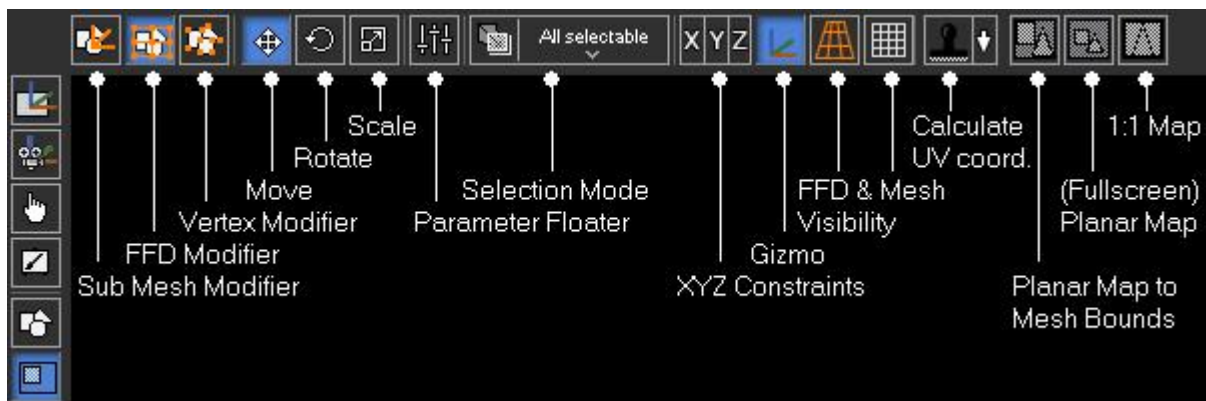 All selectable
X Y Z
Scale
Rotate
Move
Vertex Modifier
FFD Modifier
Sub Mesh Modifier
Selection Mode
Parameter Floater
FFD & Mesh
Visibility
Gizmo
XYZ Constraints
Calculate
UV coord.
1:1 Map
(Fullscreen)
Planar Map
Planar Map to
Mesh Bounds